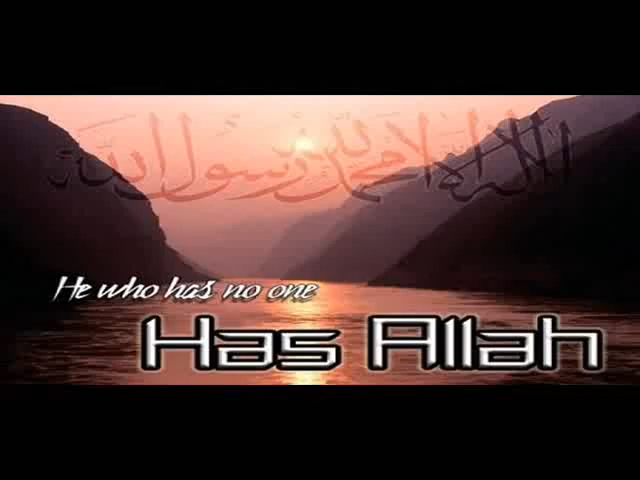 لا اله الا الله محمد رسول الله
He who has no one
Has Allah